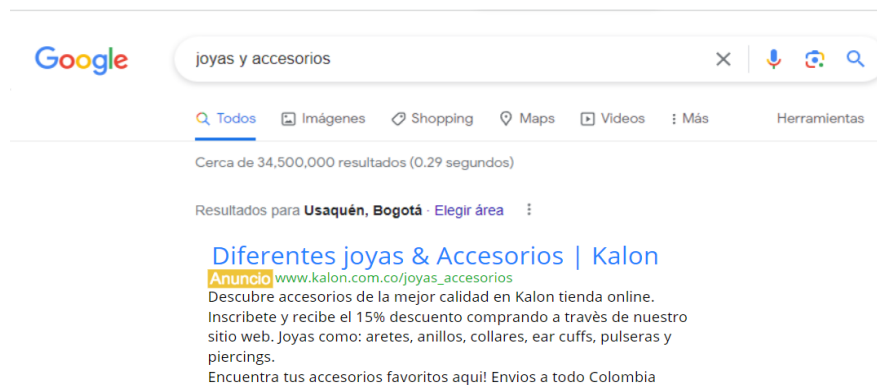 Google
joyas y accesorios
Todos Imágenes Shopping Maps Videos Más Herramientas
Cerca de 34,500,000 resultados (0.29 segundos)
Resultados para Usaquén, Bogotá · Elegir área
Diferentes joyas & Accesorios | Kalon
Anuncio www.kalon.com.co/joyas_accesorios
Descubre accesorios de la mejor calidad en Kalon tienda online.
Inscribete y recibe el 15% descuento comprando a travès de nuestro
sitio web. Joyas como: aretes, anillos, collares, ear cuffs, pulseras y
piercings.
Encuentra tus accesorios favoritos aqui! Envios a todo Colombia